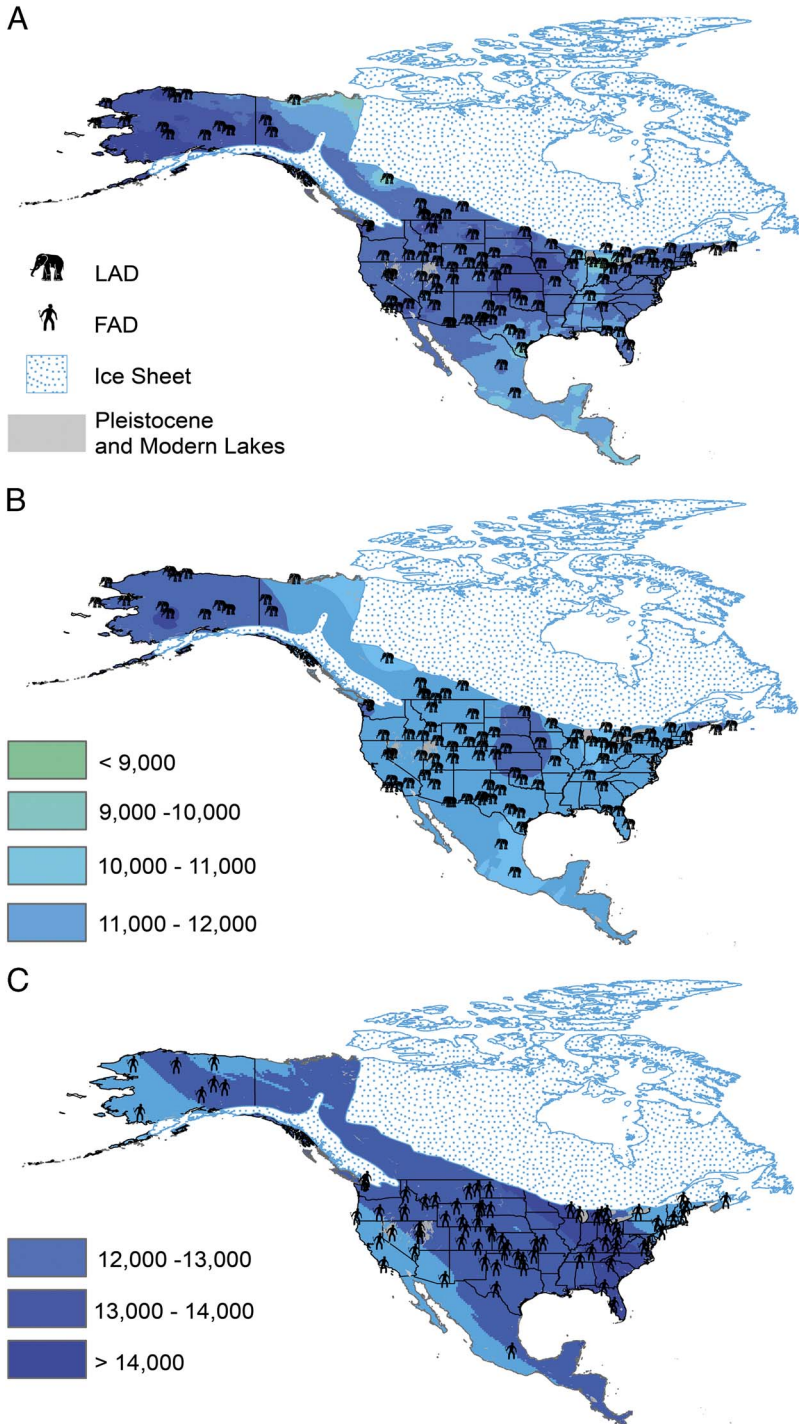 A
LAD
FAD
Ice Sheet
Pleistocene
and Modern Lakes
B
< 9,000
9,000 -10,000
10,000 - 11,000
11,000 - 12,000
C
12,000 -13,000
13,000 - 14,000
> 14,000